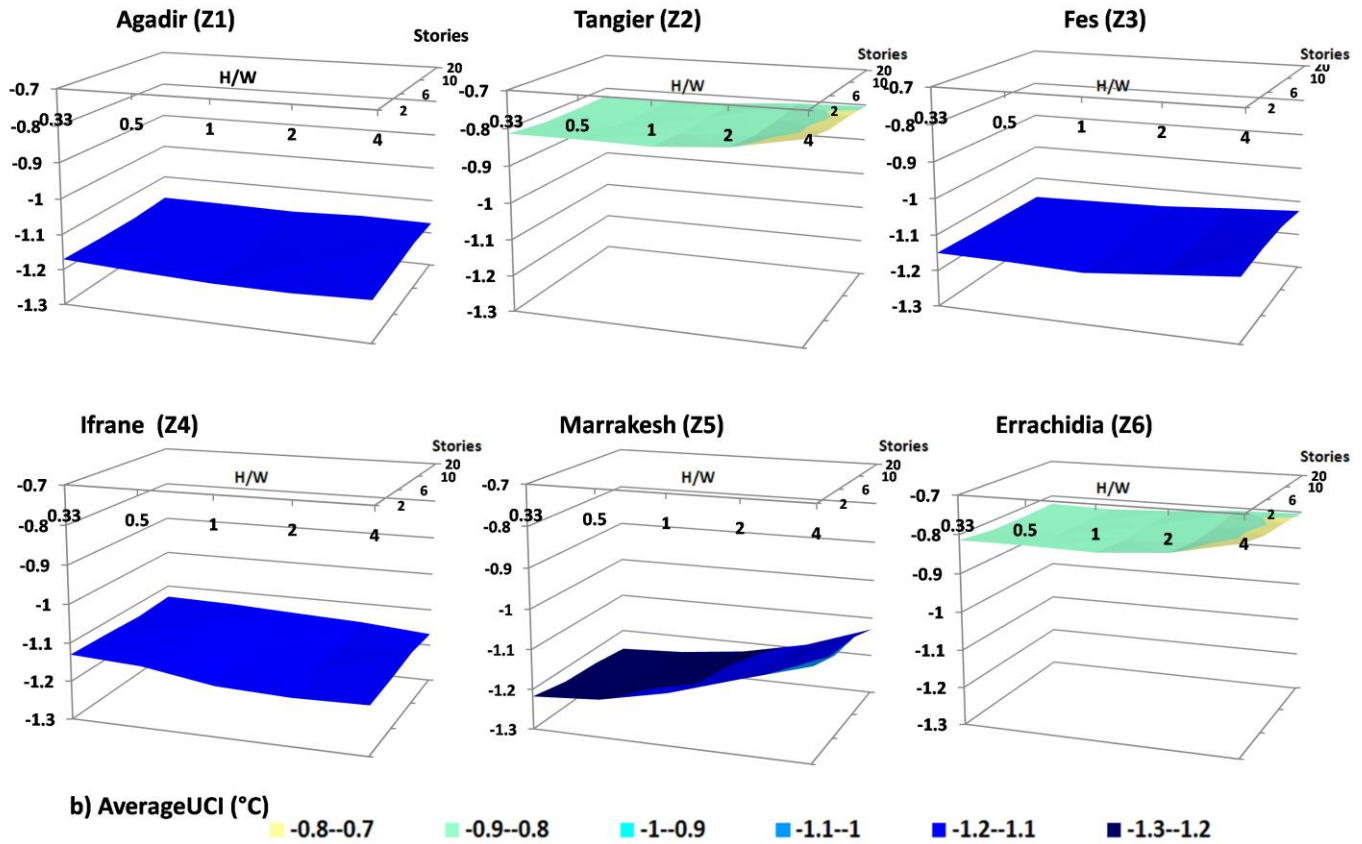 Agadir (Z1)
Stories
20
10
6
2
H/W
0.33 0.5 1 2 4
-0.7
-0.8
-0.9
-1
-1.1
-1.2
-1.3
Tangier (Z2)
Stories
20
10
6
2
H/W
0.33 0.5 1 2 4
-0.7
-0.8
-0.9
-1
-1.1
-1.2
-1.3
Fes (Z3)
Stories
20
10
6
2
H/W
0.33 0.5 1 2 4
-0.7
-0.8
-0.9
-1
-1.1
-1.2
-1.3
Ifrane (Z4)
Stories
20
10
6
2
H/W
0.33 0.5 1 2 4
-0.7
-0.8
-0.9
-1
-1.1
-1.2
-1.3
Marrakesh (Z5)
Stories
20
10
6
2
H/W
0.33 0.5 1 2 4
-0.7
-0.8
-0.9
-1
-1.1
-1.2
-1.3
Errachidia (Z6)
Stories
20
10
6
2
H/W
0.33 0.5 1 2 4
-0.7
-0.8
-0.9
-1
-1.1
-1.2
-1.3
b) AverageUCI (°C)
-0.8--0.7 -0.9--0.8 -1--0.9 -1.1--1 -1.2--1.1 -1.3--1.2